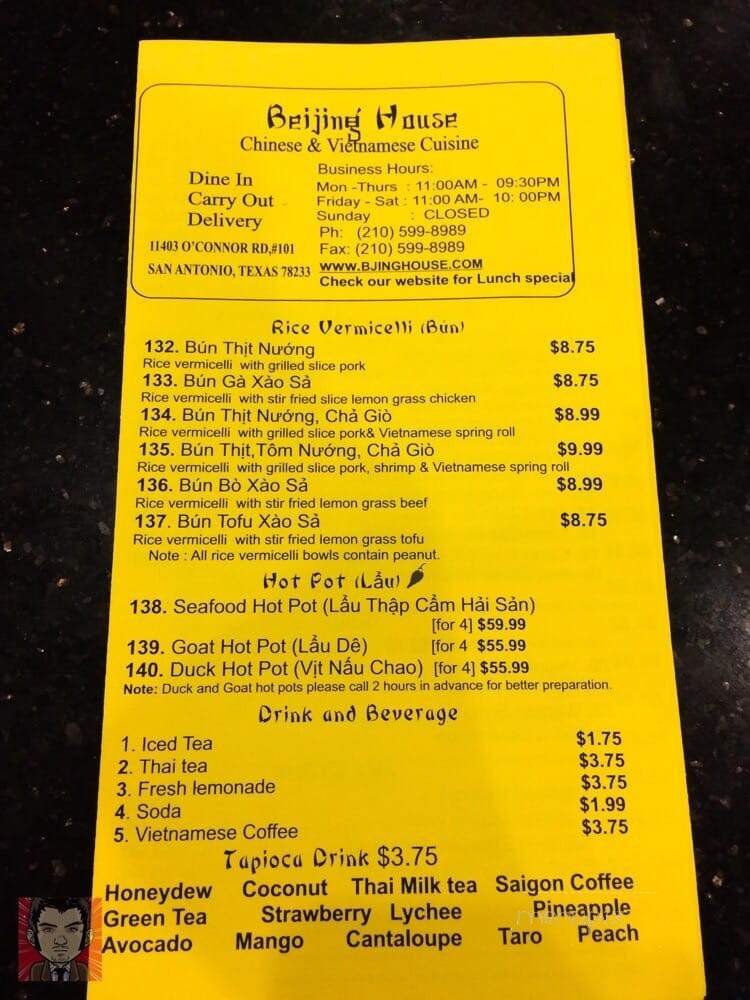 Beijing House
Chinese & Vietnamese Cuisine
Dine In
Carry Out
Delivery
11403 O'CONNOR RD,#101
SAN ANTONIO, TEXAS 78233
Business Hours:
Mon -Thurs : 11:00AM - 09:30PM
Friday - Sat : 11:00 AM- 10: 00PM
Sunday : CLOSED
Ph: (210) 599-8989
Fax: (210) 599-8989
WWW.BJINGHOUSE.COM
Check our website for Lunch special
Rice Vermicelli (Bún)
132. Bún Thịt Nướng $8.75
Rice vermicelli with grilled slice pork
133. Bún Gà Xào Sả $8.75
Rice vermicelli with stir fried slice lemon grass chicken
134. Bún Thịt Nướng, Chả Giò $8.99
Rice vermicelli with grilled slice pork& Vietnamese spring roll
135. Bún Thịt,Tôm Nướng, Chả Giò $9.99
Rice vermicelli with grilled slice pork, shrimp & Vietnamese spring roll
136. Bún Bò Xào Sả $8.99
Rice vermicelli with stir fried lemon grass beef
137. Bún Tofu Xào Sả $8.75
Rice vermicelli with stir fried lemon grass tofu
Note : All rice vermicelli bowls contain peanut.
Hot Pot (Lẩu)
138. Seafood Hot Pot (Lẩu Thập Cẩm Hải Sản)
[for 4] $59.99
139. Goat Hot Pot (Lẩu Dê) [for 4 $55.99
140. Duck Hot Pot (Vịt Nấu Chao) [for 4] $55.99
Note: Duck and Goat hot pots please call 2 hours in advance for better preparation.
Drink and Beverage
1. Iced Tea $1.75
2. Thai tea $3.75
3. Fresh lemonade $3.75
4. Soda $1.99
5. Vietnamese Coffee $3.75
Tapioca Drink $3.75
Honeydew Coconut Thai Milk tea Saigon Coffee
Green Tea Strawberry Lychee Pineapple
Avocado Mango Cantaloupe Taro Peach